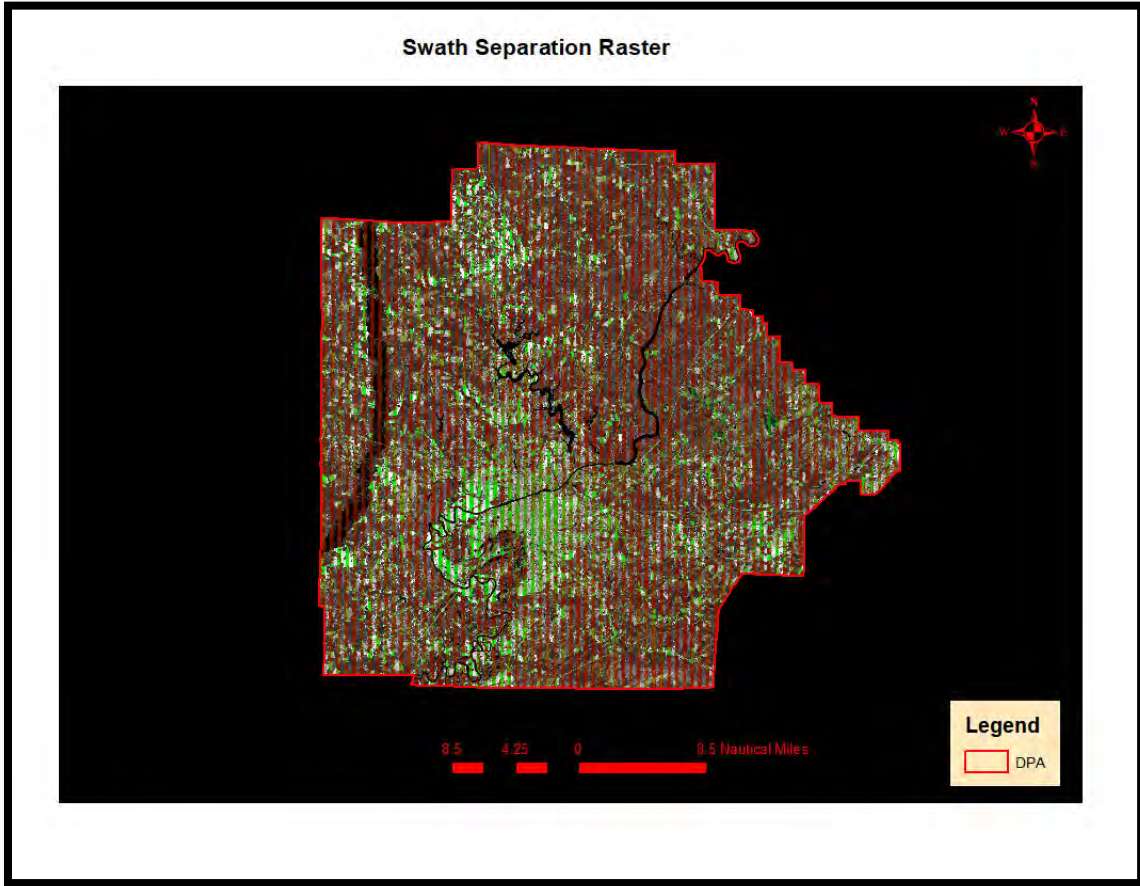 Swath Separation Raster
N
W E
S
Legend
DPA
8.5 4.25 0 8.5 Nautical Miles